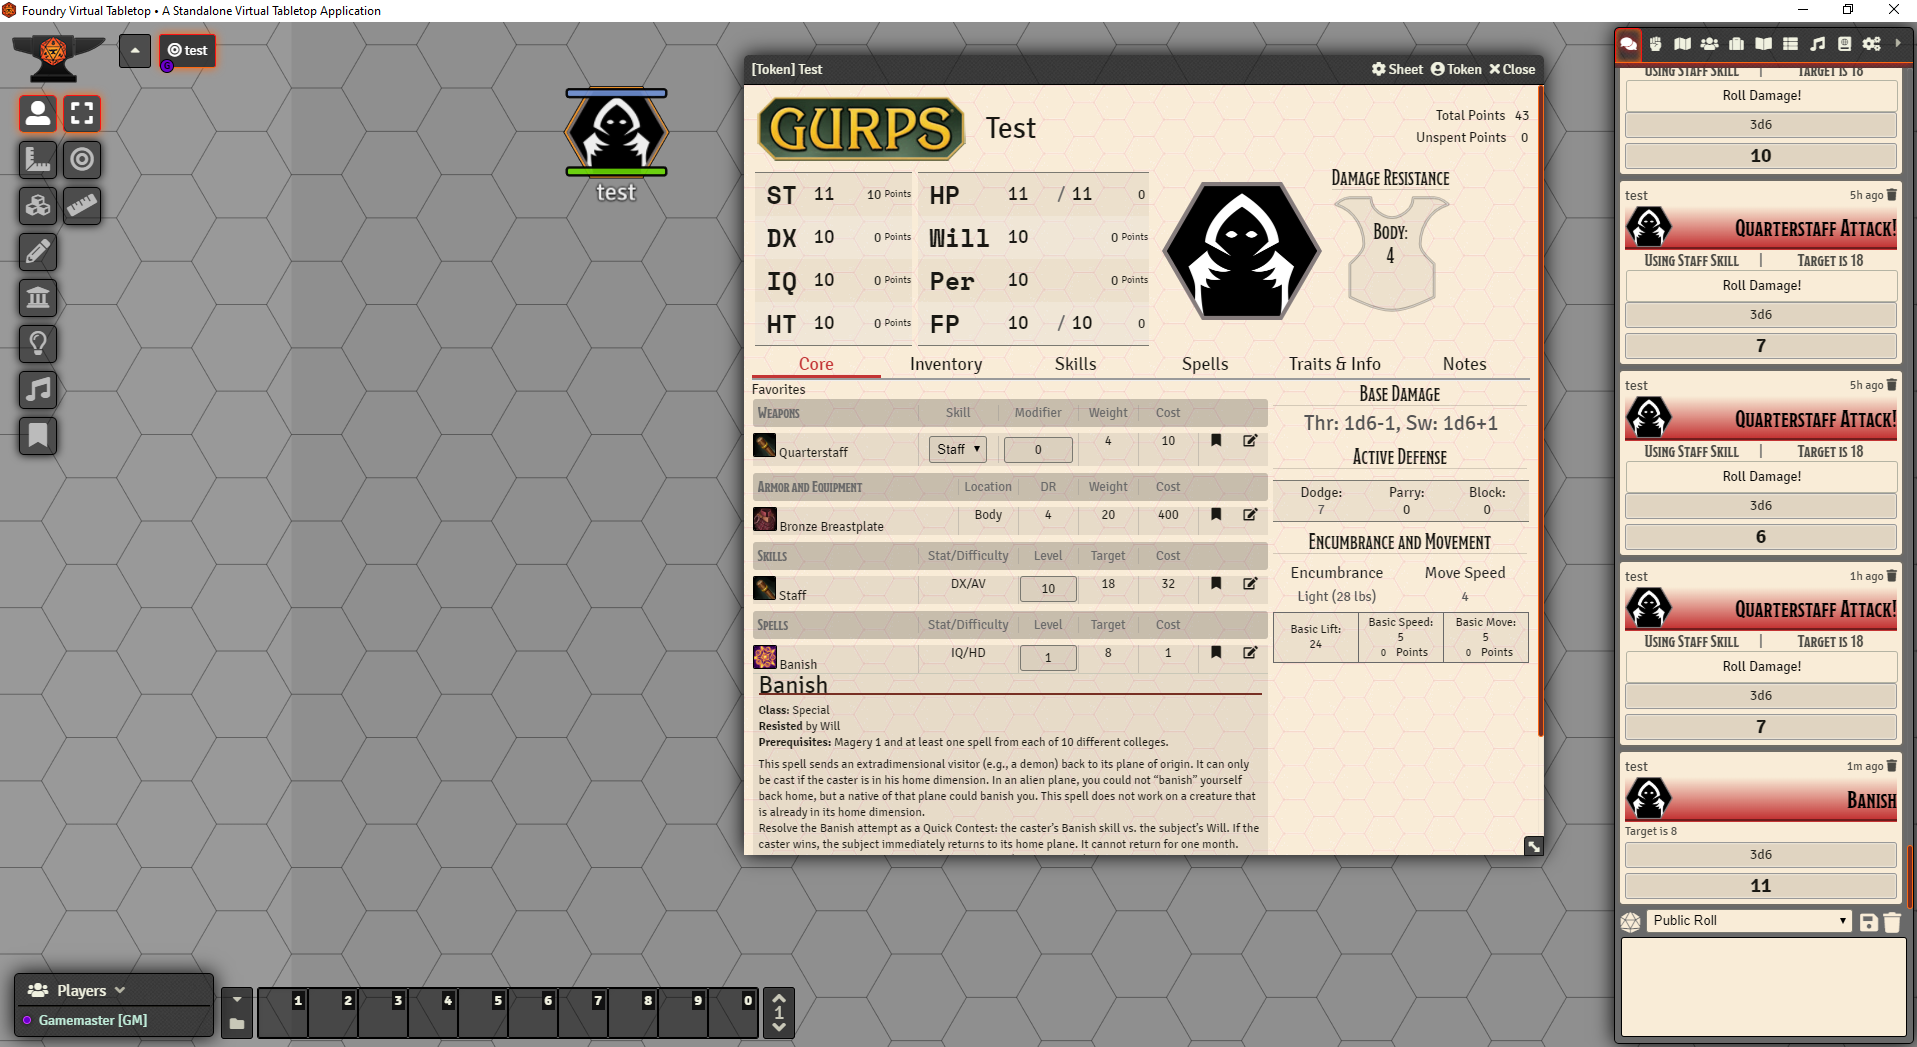 Foundry Virtual Tabletop • A Standalone Virtual Tabletop Application
test
G
test
[Token] Test
Sheet
Token
Close
GURPS
Test
Total Points 43
Unspent Points 0
ST 11 10 Points
DX 10 0 Points
IQ 10 0 Points
HT 10 0 Points
HP 11 / 11 0
Will 10 0 Points
Per 10 0 Points
FP 10 / 10 0
Damage Resistance
Body:
4
Core
Inventory
Skills
Spells
Traits & Info
Notes
Favorites
Weapons Skill Modifier Weight Cost
Quarterstaff Staff 0 4 10
Armor and Equipment Location DR Weight Cost
Bronze Breastplate Body 4 20 400
Skills Stat/Difficulty Level Target Cost
Staff DX/AV 10 18 32
Spells Stat/Difficulty Level Target Cost
Banish IQ/HD 1 8 1
Banish
Class: Special
Resisted by Will
Prerequisites: Magery 1 and at least one spell from each of 10 different colleges.
This spell sends an extradimensional visitor (e.g., a demon) back to its plane of origin. It can only
be cast if the caster is in his home dimension. In an alien plane, you could not “banish” yourself
back home, but a native of that plane could banish you. This spell does not work on a creature that
is already in its home dimension.
Resolve the Banish attempt as a Quick Contest: the caster’s Banish skill vs. the subject’s Will. If the
caster wins, the subject immediately returns to its home plane. It cannot return for one month.
Base Damage
Thr: 1d6-1, Sw: 1d6+1
Active Defense
Dodge: Parry: Block:
7 0 0
Encumbrance and Movement
Encumbrance Move Speed
Light (28 lbs) 4
Basic Lift:
24
Basic Speed:
5
0 Points
Basic Move:
5
0 Points
Using Staff Skill | Target is 18
Roll Damage!
3d6
10
test 5h ago
Quarterstaff Attack!
Using Staff Skill | Target is 18
Roll Damage!
3d6
7
test 5h ago
Quarterstaff Attack!
Using Staff Skill | Target is 18
Roll Damage!
3d6
6
test 1h ago
Quarterstaff Attack!
Using Staff Skill | Target is 18
Roll Damage!
3d6
7
test 1m ago
Banish
Target is 8
3d6
11
Public Roll
Players
Gamemaster [GM]
1 2 3 4 5 6 7 8 9 0
1